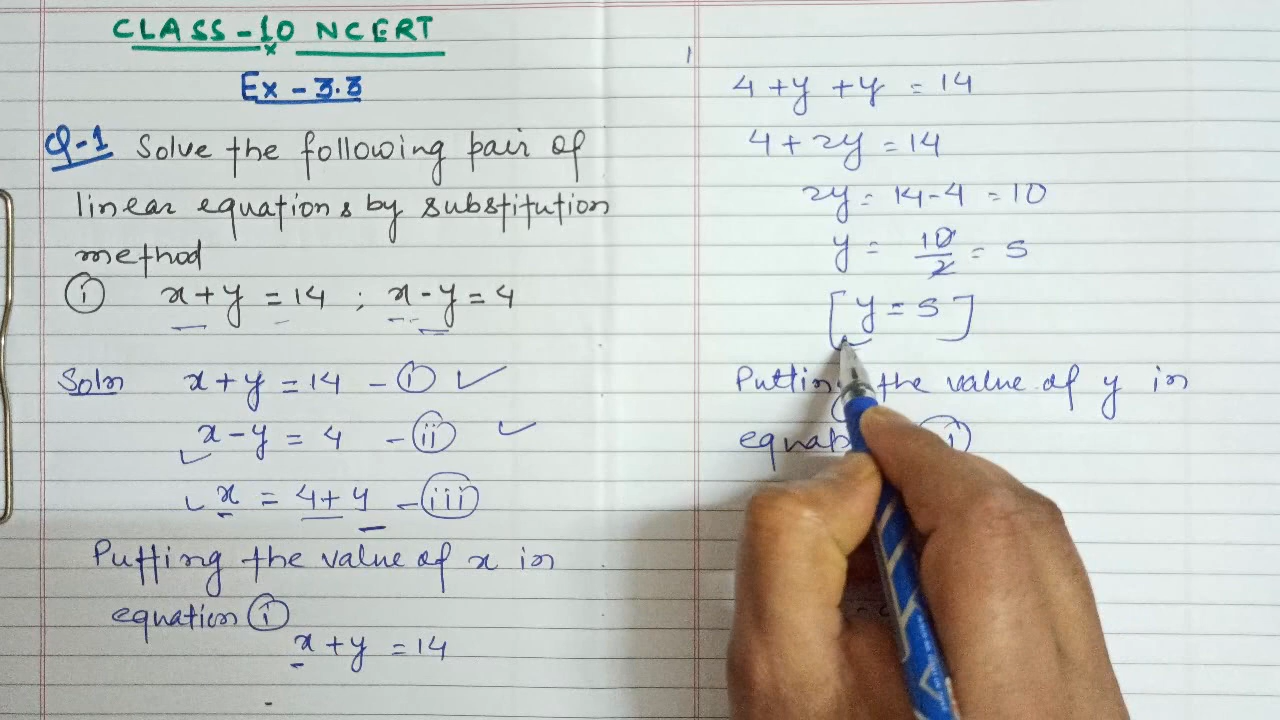 CLASS-10 NCERT
Ex - 3.3
Q-1 Solve the following pair of
linear equations by substitution
method
(i) x + y = 14 ; x - y = 4
Soln x + y = 14 - (i) ✓
x - y = 4 - (ii) ✓
x = 4 + y - (iii)
Putting the value of x in
equation (i)
x + y = 14
4 + y + y = 14
4 + 2y = 14
2y = 14 - 4 = 10
y = 10/2 = 5
[y = 5]
Putting the value of y in
(i)